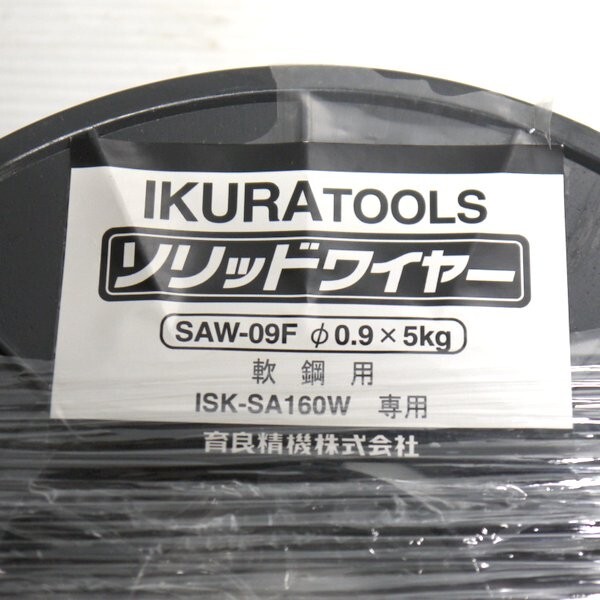 IKURATOOLS
ソリッドワイヤー
SAW-09F φ0.9×5kg
軟鋼用
ISK-SA160W 専用
育良精機株式会社